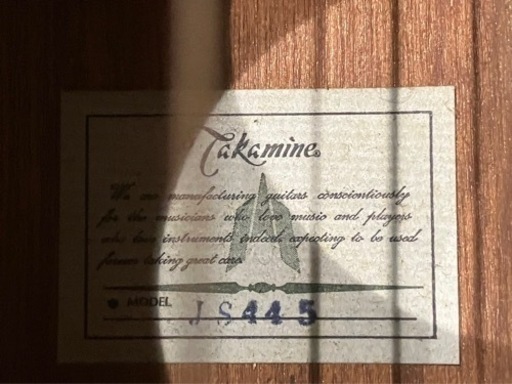 Takamine®
We are manufacturing guitars conscientiously
for the musicians who love music and players
who love instruments indeed, expecting to be used
forever taking great care.
● MODEL JS445